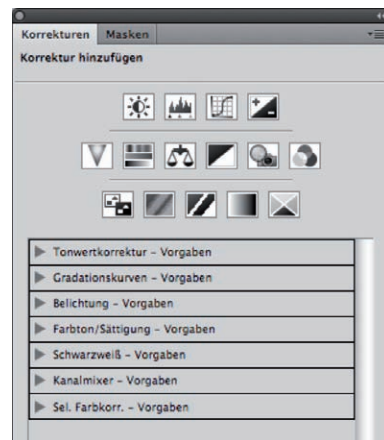 Korrekturen Masken
Korrektur hinzufügen
Tonwertkorrektur – Vorgaben
Gradationskurven – Vorgaben
Belichtung – Vorgaben
Farbton/Sättigung – Vorgaben
Schwarzweiß – Vorgaben
Kanalmixer – Vorgaben
Sel. Farbkorr. – Vorgaben